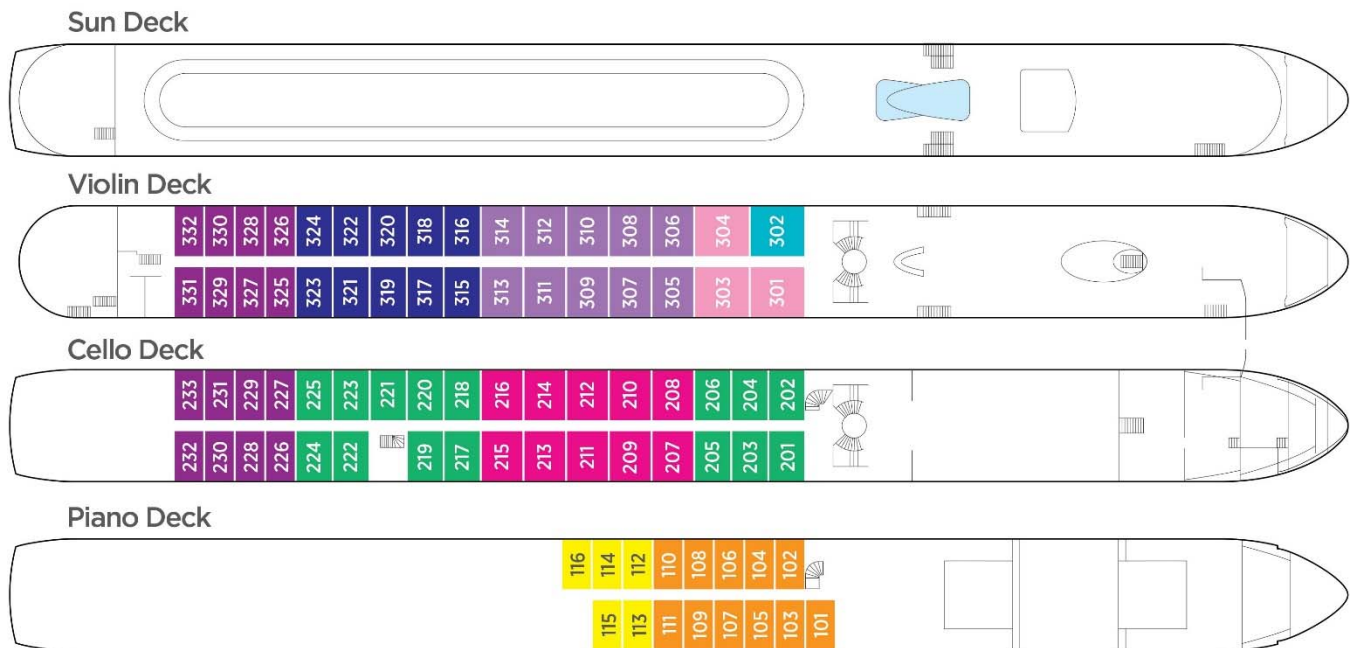 Sun Deck
Violin Deck
332 330 328 326 324 322 320 318 316 314 312 310 308 306 304 302
331 329 327 325 323 321 319 317 315 313 311 309 307 305 303 301
Cello Deck
233 231 229 227 225 223 221 220 218 216 214 212 210 208 206 204 202
232 230 228 226 224 222 219 217 215 213 211 209 207 205 203 201
Piano Deck
116 114 112 110 108 106 104 102
115 113 111 109 107 105 103 101